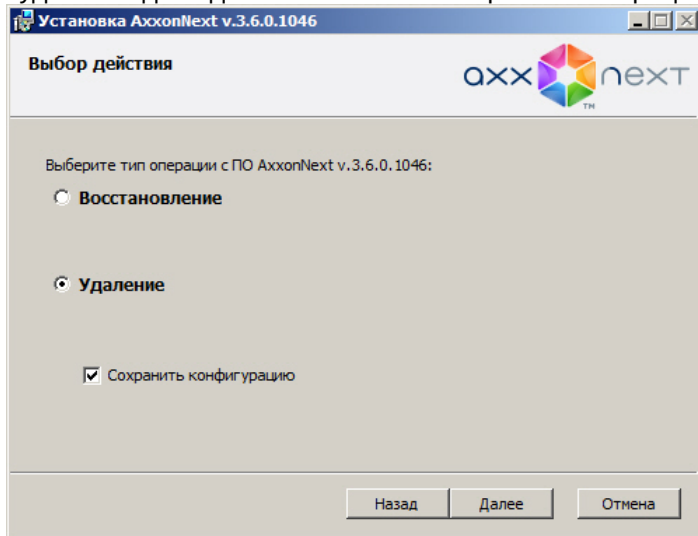 Установка AxxonNext v.3.6.0.1046
Выбор действия
axx next
TM
Выберите тип операции с ПО AxxonNext v.3.6.0.1046:
Восстановление
Удаление
Сохранить конфигурацию
Назад Далее Отмена